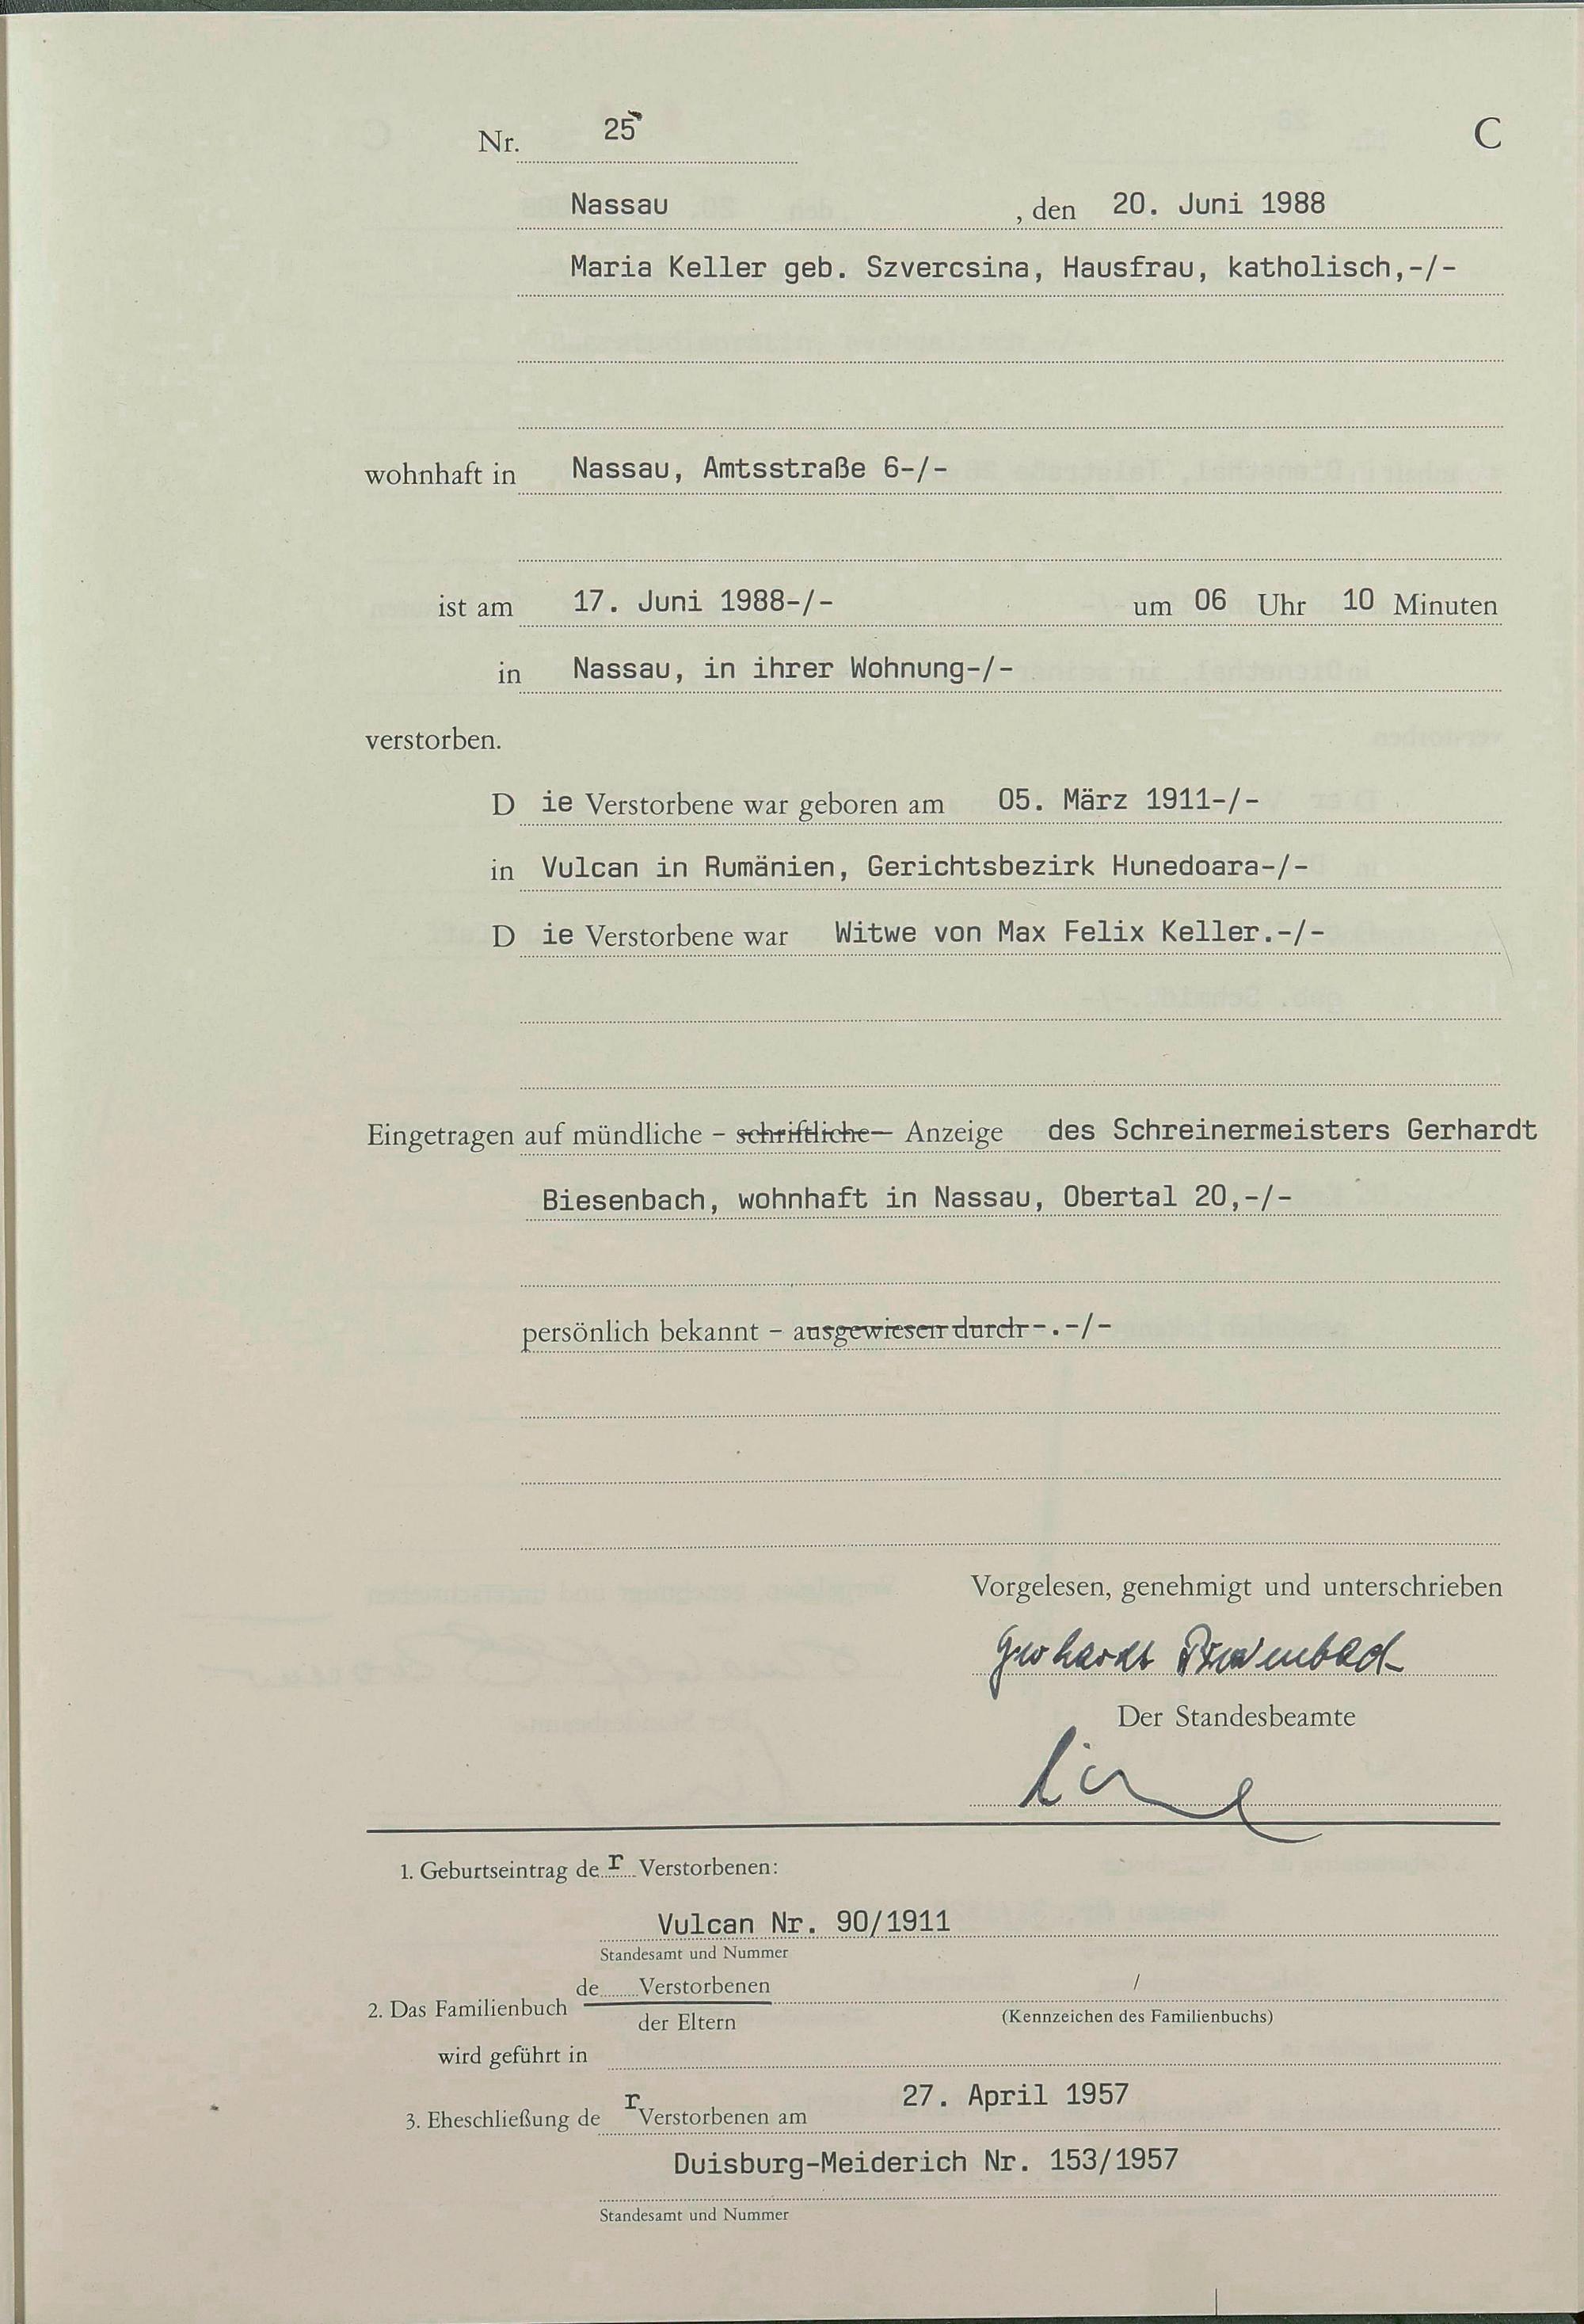 Nr. 25 C
Nassau , den 20. Juni 1988
Maria Keller geb. Szvercsina, Hausfrau, katholisch,-/-
wohnhaft in Nassau, Amtsstraße 6-/-
ist am 17. Juni 1988-/- um 06 Uhr 10 Minuten
in Nassau, in ihrer Wohnung-/-
verstorben.
D ie Verstorbene war geboren am 05. März 1911-/-
in Vulcan in Rumänien, Gerichtsbezirk Hunedoara-/-
D ie Verstorbene war Witwe von Max Felix Keller.-/-
Eingetragen auf mündliche - schriftliche- Anzeige des Schreinermeisters Gerhardt
Biesenbach, wohnhaft in Nassau, Obertal 20,-/-
persönlich bekannt - ausgewiesen durch-.-/-
Vorgelesen, genehmigt und unterschrieben
Gerhardt Biesenbach
Der Standesbeamte
1. Geburtseintrag de r Verstorbenen:
Vulcan Nr. 90/1911
Standesamt und Nummer
de Verstorbenen /
2. Das Familienbuch
der Eltern (Kennzeichen des Familienbuchs)
wird geführt in
3. Eheschließung de r Verstorbenen am 27. April 1957
Duisburg-Meiderich Nr. 153/1957
Standesamt und Nummer